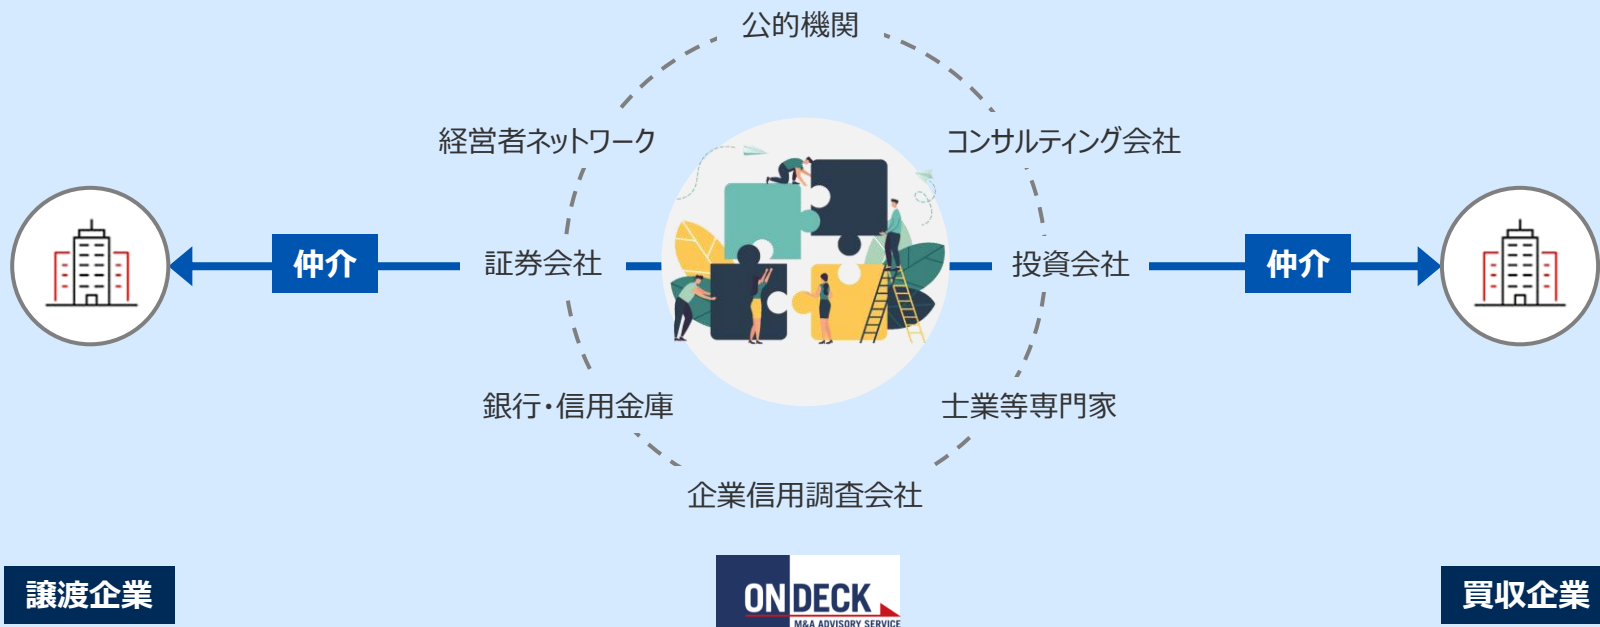 公的機関
経営者ネットワーク
コンサルティング会社
仲介
証券会社
投資会社
仲介
銀行・信用金庫
士業等専門家
企業信用調査会社
譲渡企業
ONDECK
M&A ADVISORY SERVICE
買収企業